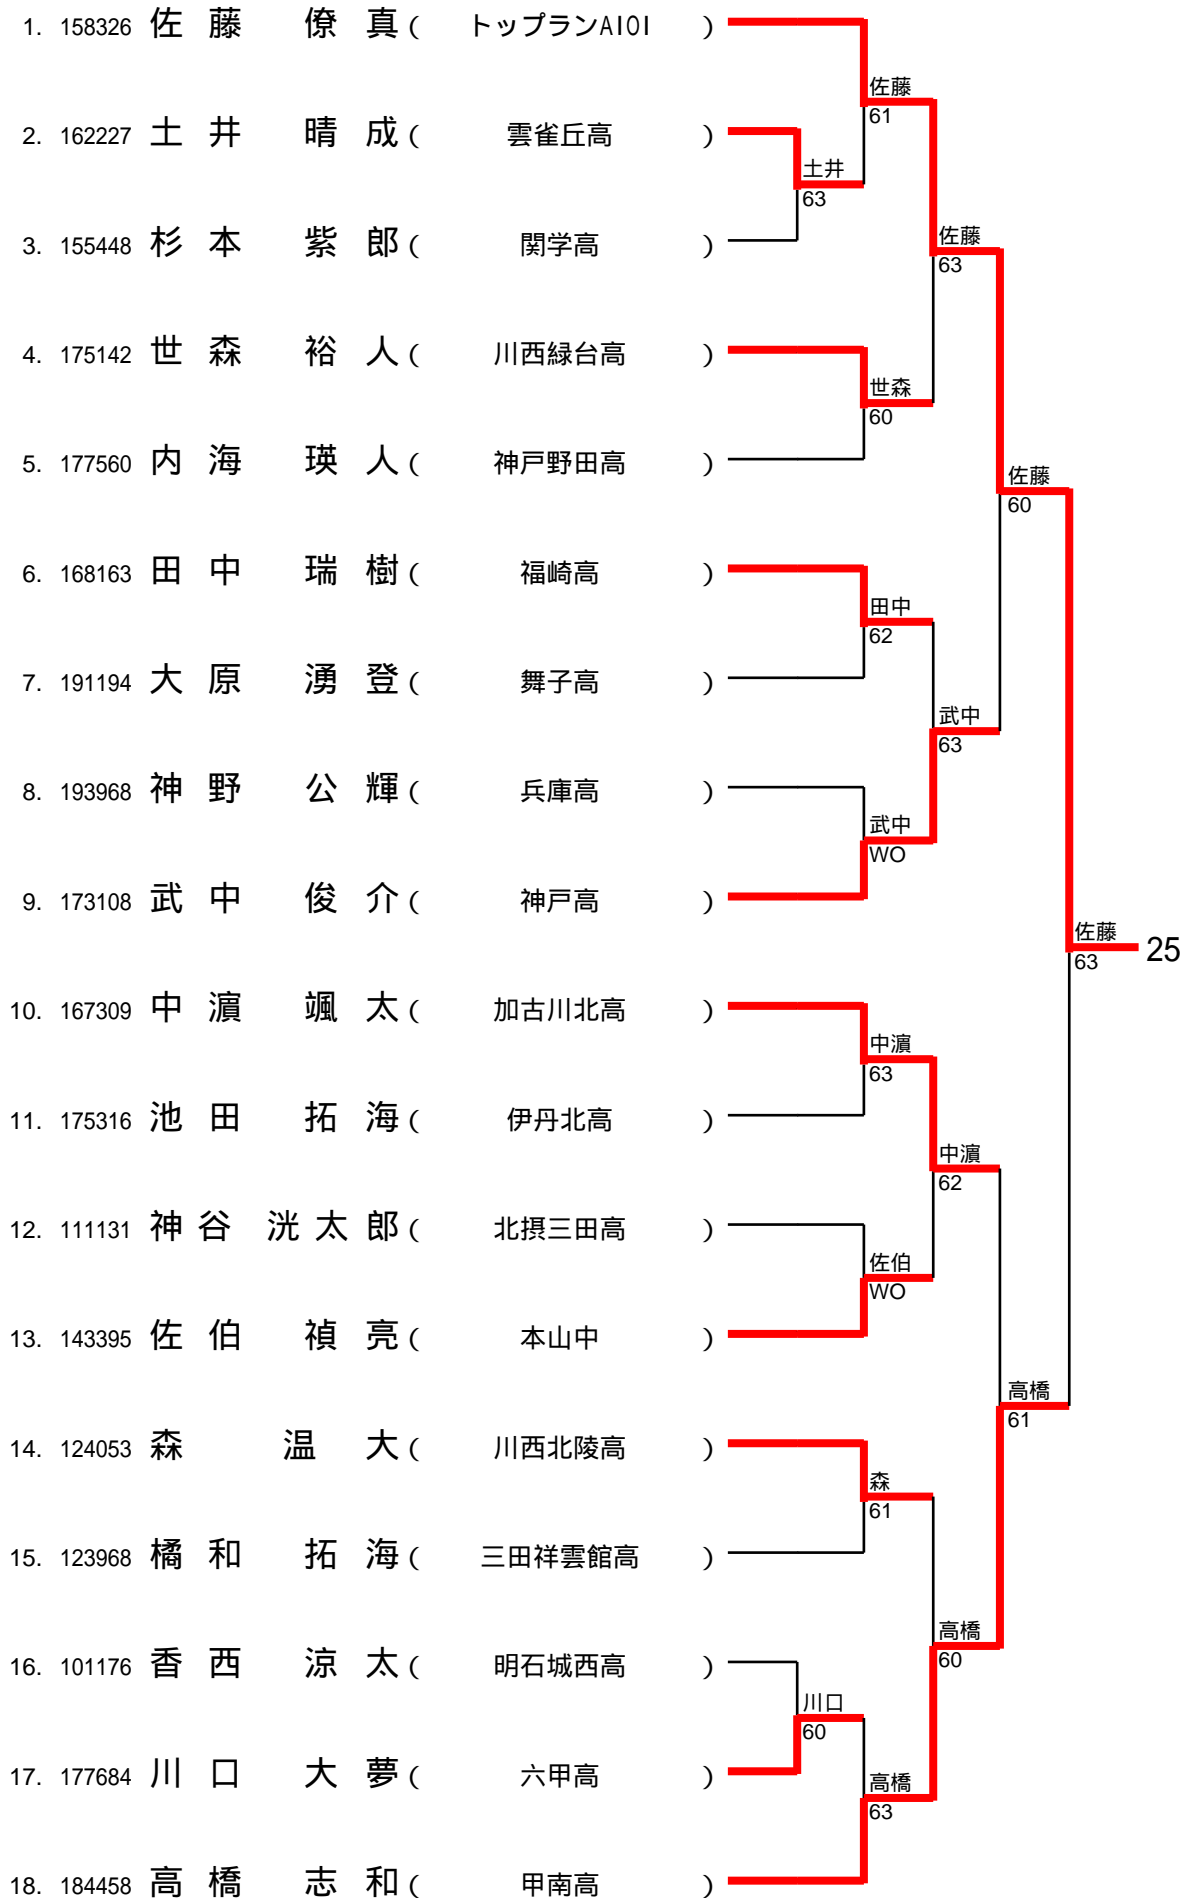 1. 158326 佐藤 僚真 ( トップランAIOI )
佐藤
61
2. 162227 土井 晴成 ( 雲雀丘高 )
土井
63
3. 155448 杉本 紫郎 ( 関学高 )
佐藤
63
4. 175142 世森 裕人 ( 川西緑台高 )
世森
60
5. 177560 内海 瑛人 ( 神戸野田高 )
佐藤
60
6. 168163 田中 瑞樹 ( 福崎高 )
田中
62
7. 191194 大原 湧登 ( 舞子高 )
武中
63
8. 193968 神野 公輝 ( 兵庫高 )
武中
WO
9. 173108 武中 俊介 ( 神戸高 )
佐藤
63
25
10. 167309 中濵 颯太 ( 加古川北高 )
中濵
63
11. 175316 池田 拓海 ( 伊丹北高 )
中濵
62
12. 111131 神谷 洸太郎 ( 北摂三田高 )
佐伯
WO
13. 143395 佐伯 禎亮 ( 本山中 )
高橋
61
14. 124053 森 温大 ( 川西北陵高 )
森
61
15. 123968 橘和 拓海 ( 三田祥雲館高 )
高橋
60
16. 101176 香西 涼太 ( 明石城西高 )
川口
60
17. 177684 川口 大夢 ( 六甲高 )
高橋
63
18. 184458 高橋 志和 ( 甲南高 )